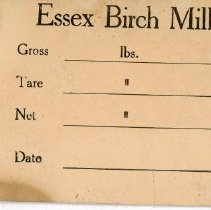 Essex Birch Mill
Gross lbs.
Tare "
Net "
Date